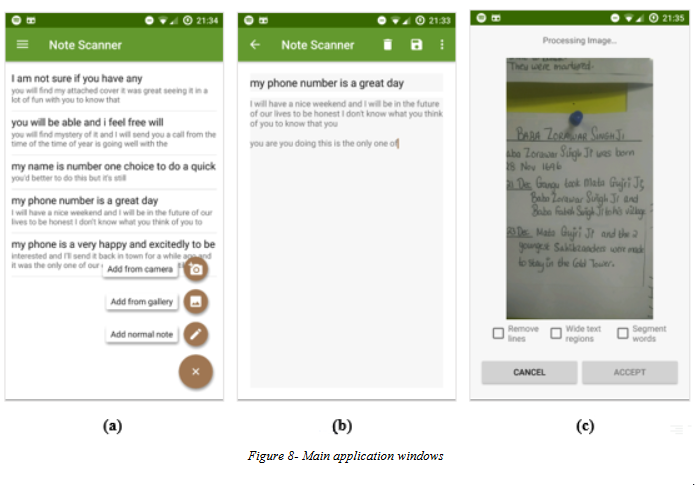 21:34
Note Scanner
I am not sure if you have any
you will find my attached cover it was great seeing it in a
lot of fun with you to know that
you will be able and i feel free will
you will find mystery of it and I will send you a call from the
time of the time of year is going well with the
my name is number one choice to do a quick
you'd better to do this but it's still
my phone number is a great day
I will have a nice weekend and I will be in the future of our
lives to be honest I don't know what you think of you to
my phone is a very happy and excitedly to be
interested and I'll send it back in town for a while and
it was the only one of our
Add from camera
Add from gallery
Add normal note
(a)
21:33
Note Scanner
my phone number is a great day
I will have a nice weekend and I will be in the future
of our lives to be honest I don't know what you think
of you to know that you
you are you doing this is the only one of
(b)
21:35
Processing Image...
They were martyred.
BABA ZORAWAR SINGH JI
aba Zorawar Singh Ji was born
28 Nov 1696
21 Dec Gangu took Mata Gujri Ji,
Baba Zorawar Singh Ji and
Baba Fateh Singh Ji to his village
23 Dec. Mata Gujri Ji and the 2
youngest Sahibzaadas were made
to stay in the Cold Tower.
Remove
lines
Wide text
regions
Segment
words
CANCEL
ACCEPT
(c)
Figure 8- Main application windows